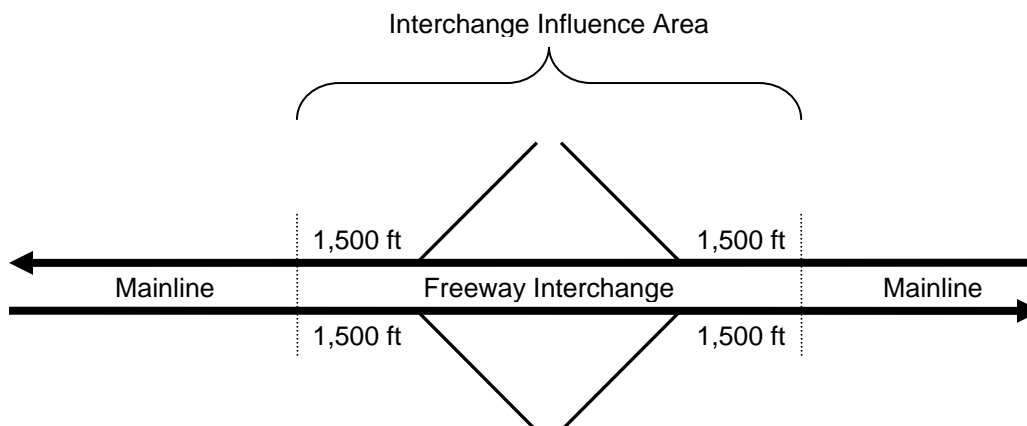 Interchange Influence Area
1,500 ft
1,500 ft
Mainline
Freeway Interchange
Mainline
1,500 ft
1,500 ft